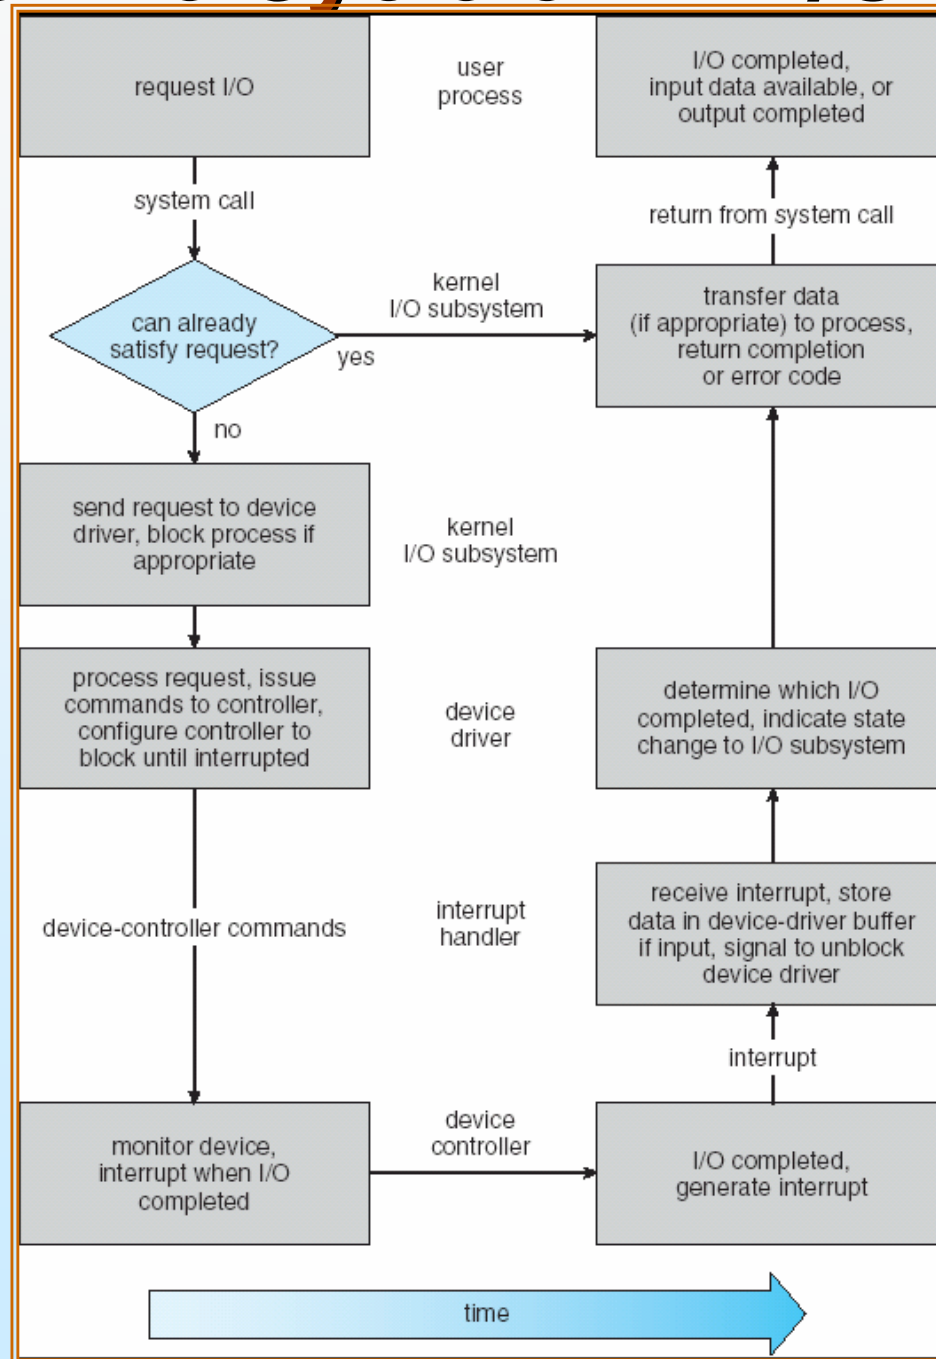 request I/O
user
process
I/O completed,
input data available, or
output completed
system call
return from system call
can already
satisfy request?
kernel
I/O subsystem
yes
transfer data
(if appropriate) to process,
return completion
or error code
no
send request to device
driver, block process if
appropriate
kernel
I/O subsystem
process request, issue
commands to controller,
configure controller to
block until interrupted
device
driver
determine which I/O
completed, indicate state
change to I/O subsystem
device-controller commands
interrupt
handler
receive interrupt, store
data in device-driver buffer
if input, signal to unblock
device driver
interrupt
monitor device,
interrupt when I/O
completed
device
controller
I/O completed,
generate interrupt
time